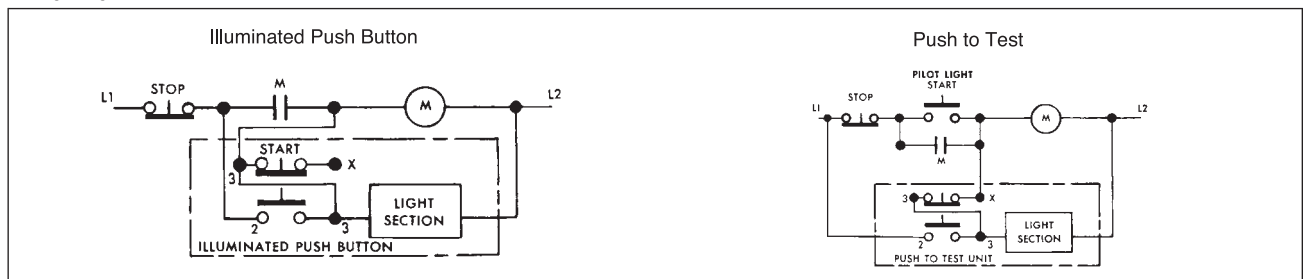 Illuminated Push Button
L1
STOP
M
M
L2
START
X
3
2
3
LIGHT
SECTION
ILLUMINATED PUSH BUTTON
Push to Test
PILOT LIGHT
START
L1
STOP
M
L2
M
3
X
2
3
LIGHT
SECTION
PUSH TO TEST UNIT